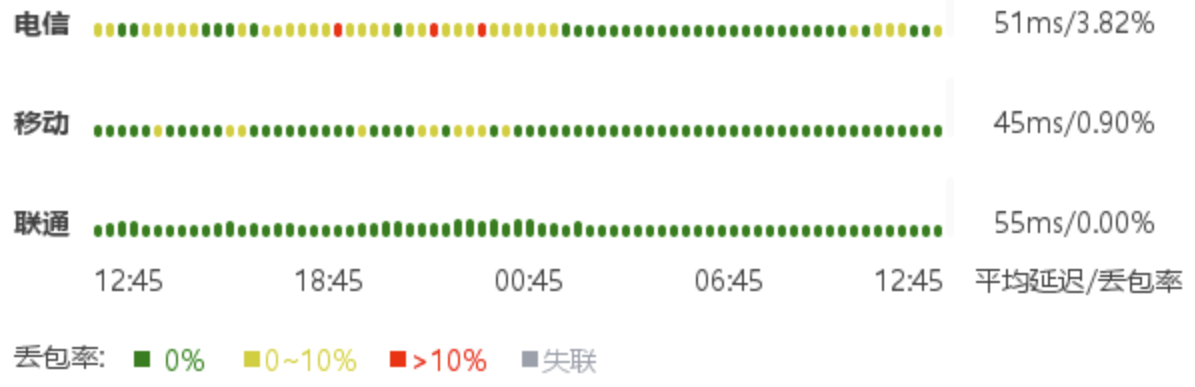 电信 51ms/3.82%
移动 45ms/0.90%
联通 55ms/0.00%
12:45 18:45 00:45 06:45 12:45 平均延迟/丢包率
丢包率: 0% 0~10% >10% 失联